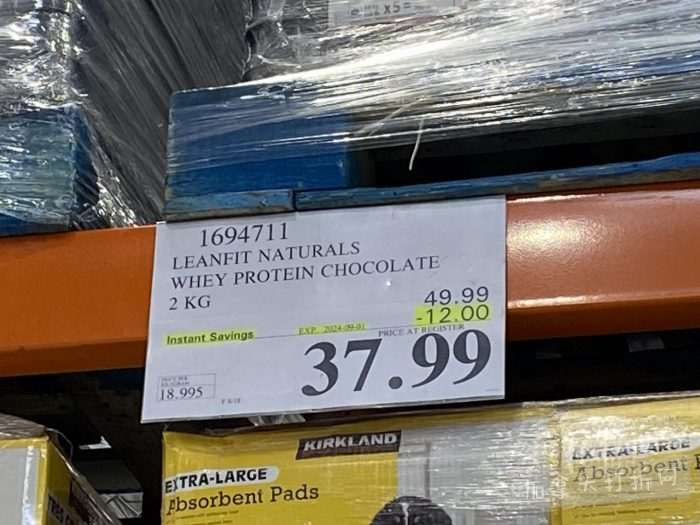 1694711
LEANFIT NATURALS
WHEY PROTEIN CHOCOLATE
2 KG
49.99
-12.00
Instant Savings
EXP. 2024-09-01
PRICE AT REGISTER
37.99
18.995
KIRKLAND
EXTRA-LARGE
Absorbent Pads
EXTRA-LARGE
Absorbent